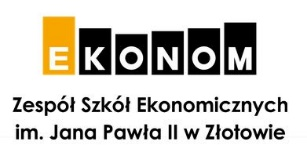 EKONOM
Zespół Szkół Ekonomicznych
im. Jana Pawła II w Złotowie